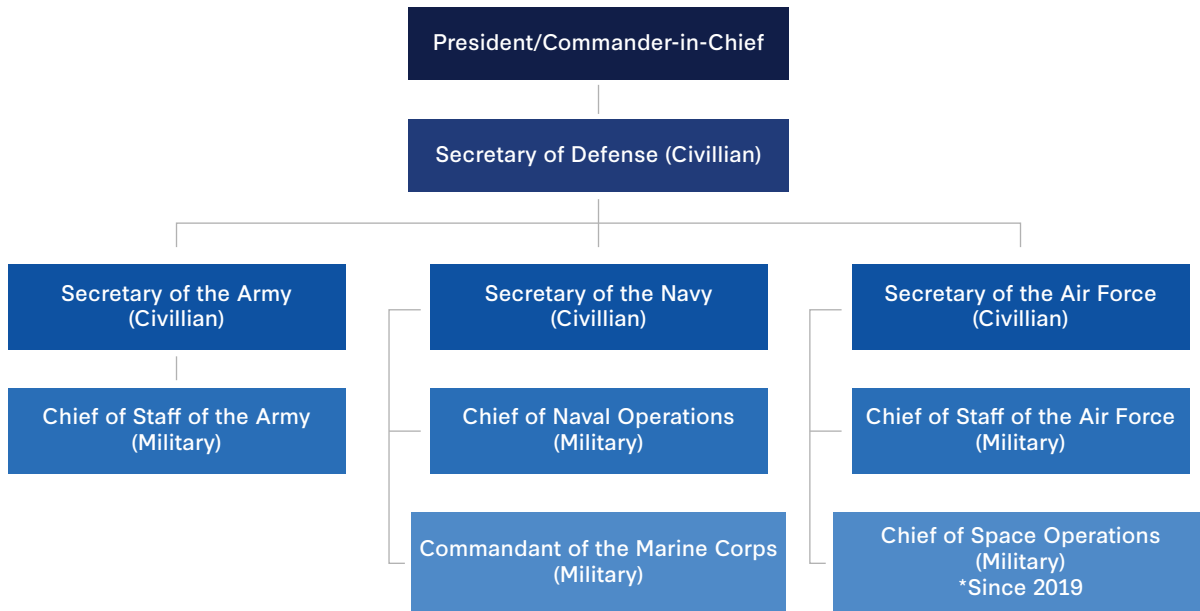 President/Commander-in-Chief
Secretary of Defense (Civillian)
Secretary of the Army
(Civillian)
Secretary of the Navy
(Civillian)
Secretary of the Air Force
(Civillian)
Chief of Staff of the Army
(Military)
Chief of Naval Operations
(Military)
Chief of Staff of the Air Force
(Military)
Commandant of the Marine Corps
(Military)
Chief of Space Operations
(Military)
*Since 2019